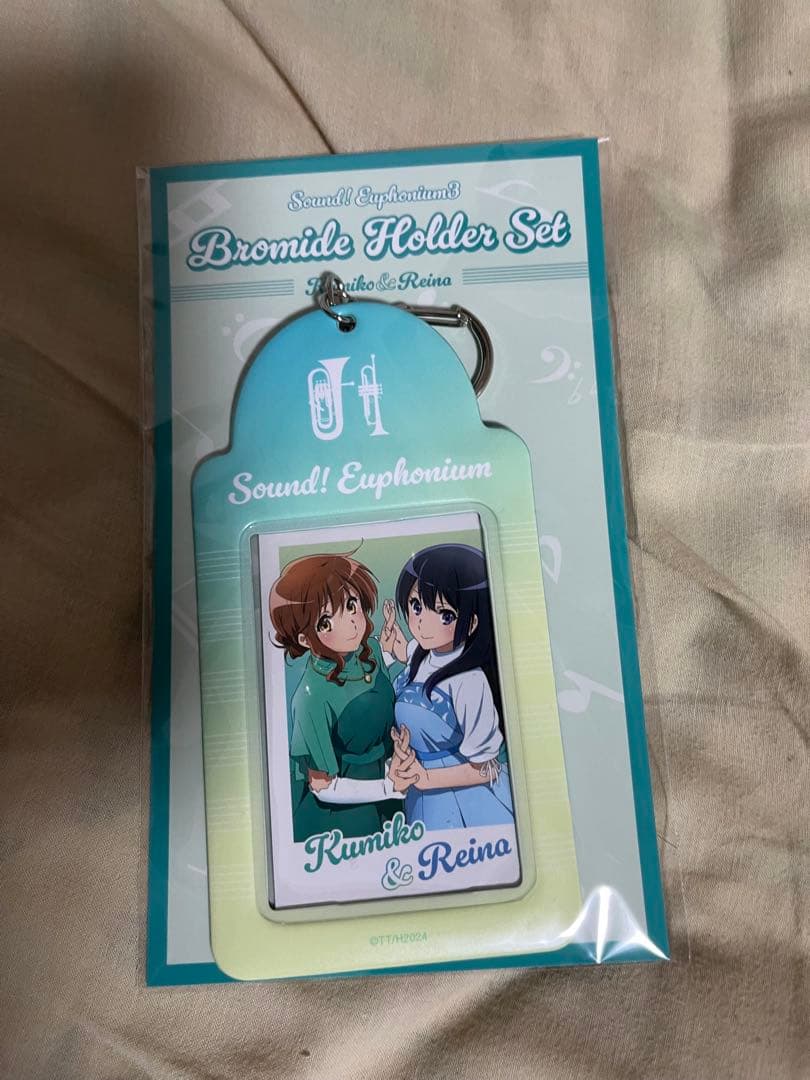 Sound! Euphonium3
Bromide Holder Set
Kumiko & Reina
Sound! Euphonium
Kumiko
& Reina
©TT/H2024